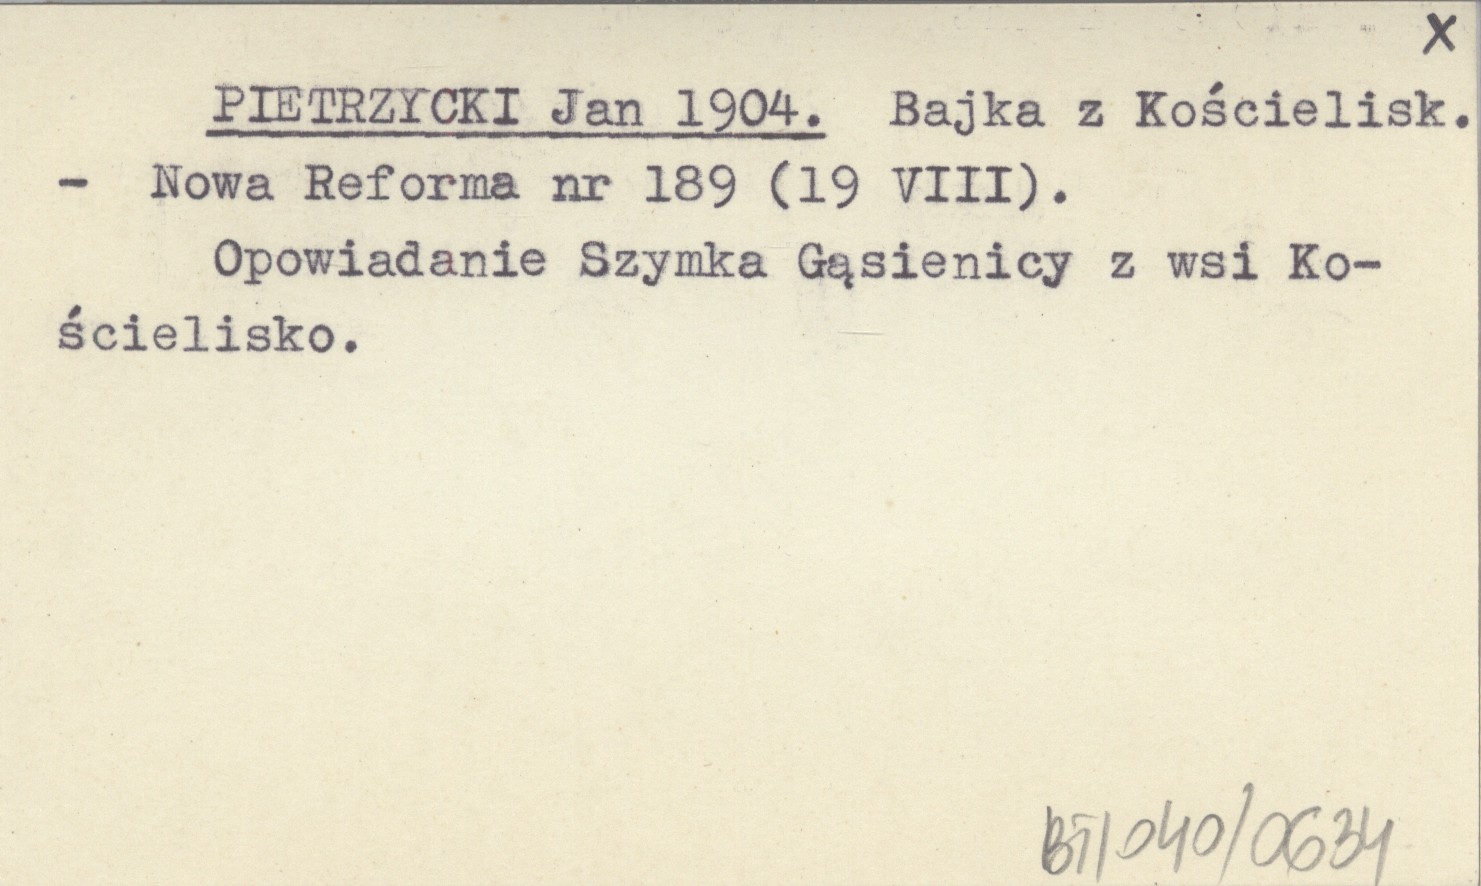 x
PIETRZYCKI Jan 1904. Bajka z Kościelisk.
- Nowa Reforma nr 189 (19 VIII).
Opowiadanie Szymka Gąsienicy z wsi Ko-
ścielisko.
BT/040/0634